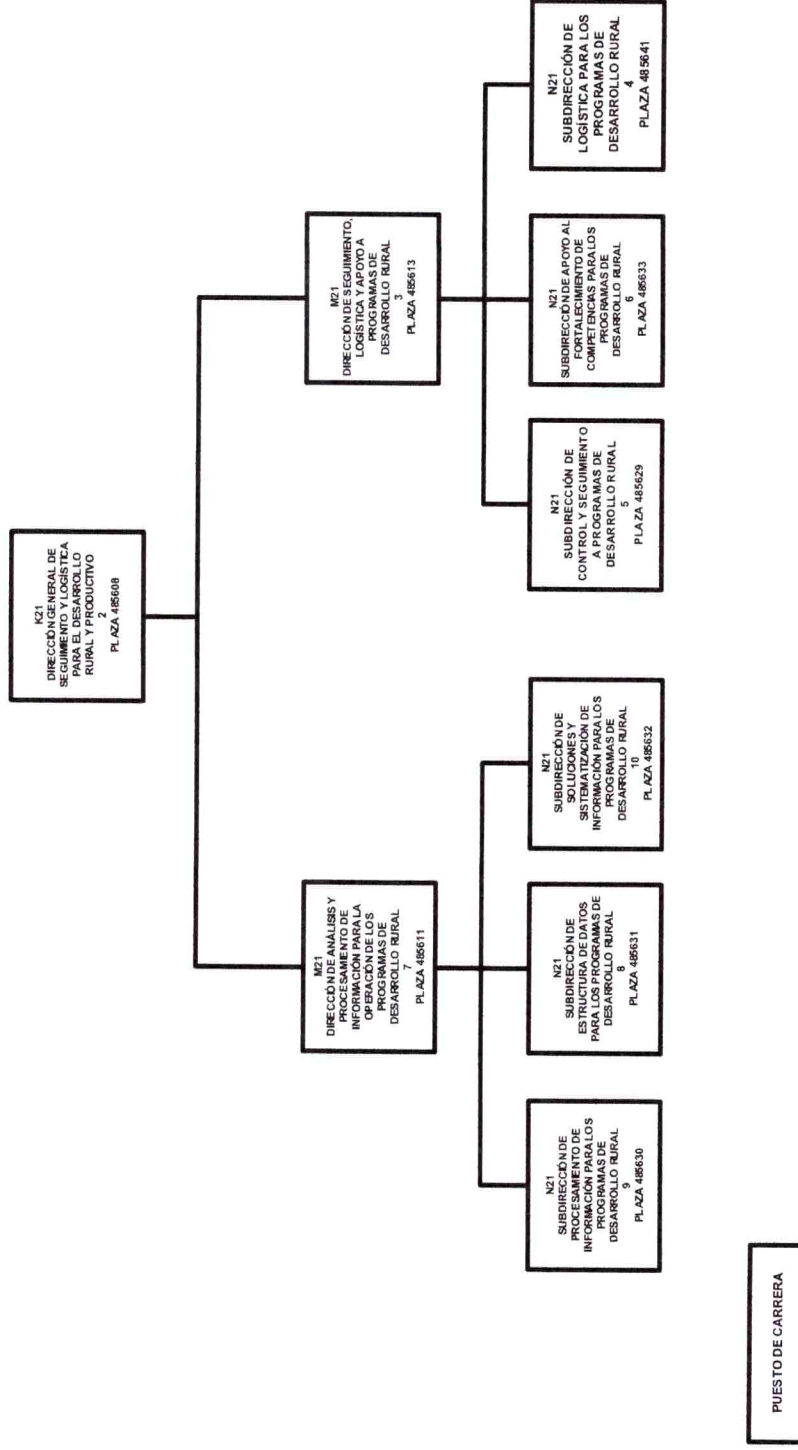 K21
DIRECCIÓN GENERAL DE
SEGUIMIENTO Y LOGÍSTICA
PARA EL DESARROLLO
RURAL Y PRODUCTIVO
2
PLAZA 485608
M21
DIRECCIÓN DE ANÁLISIS Y
PROCESAMIENTO DE
INFORMACIÓN PARA LA
OPERACIÓN DE LOS
PROGRAMAS DE
DESARROLLO RURAL
7
PLAZA 485611
M21
DIRECCIÓN DE SEGUIMIENTO,
LOGÍSTICA Y APOYO A
PROGRAMAS DE
DESARROLLO RURAL
3
PLAZA 485613
N21
SUBDIRECCIÓN DE
PROCESAMIENTO DE
INFORMACIÓN PARA LOS
PROGRAMAS DE
DESARROLLO RURAL
9
PLAZA 485630
N21
SUBDIRECCIÓN DE
ESTRUCTURA DE DATOS
PARA LOS PROGRAMAS DE
DESARROLLO RURAL
8
PLAZA 485631
N21
SUBDIRECCIÓN DE
SOLUCIONES Y
SISTEMATIZACIÓN DE
INFORMACIÓN PARA LOS
PROGRAMAS DE
DESARROLLO RURAL
10
PLAZA 485632
N21
SUBDIRECCIÓN DE
CONTROL Y SEGUIMIENTO
A PROGRAMAS DE
DESARROLLO RURAL
5
PLAZA 485629
N21
SUBDIRECCIÓN DE APOYO AL
FORTALECIMIENTO DE
COMPETENCIAS PARA LOS
PROGRAMAS DE
DESARROLLO RURAL
6
PLAZA 485633
N21
SUBDIRECCIÓN DE
LOGÍSTICA PARA LOS
PROGRAMAS DE
DESARROLLO RURAL
4
PLAZA 485641
PUESTO DE CARRERA